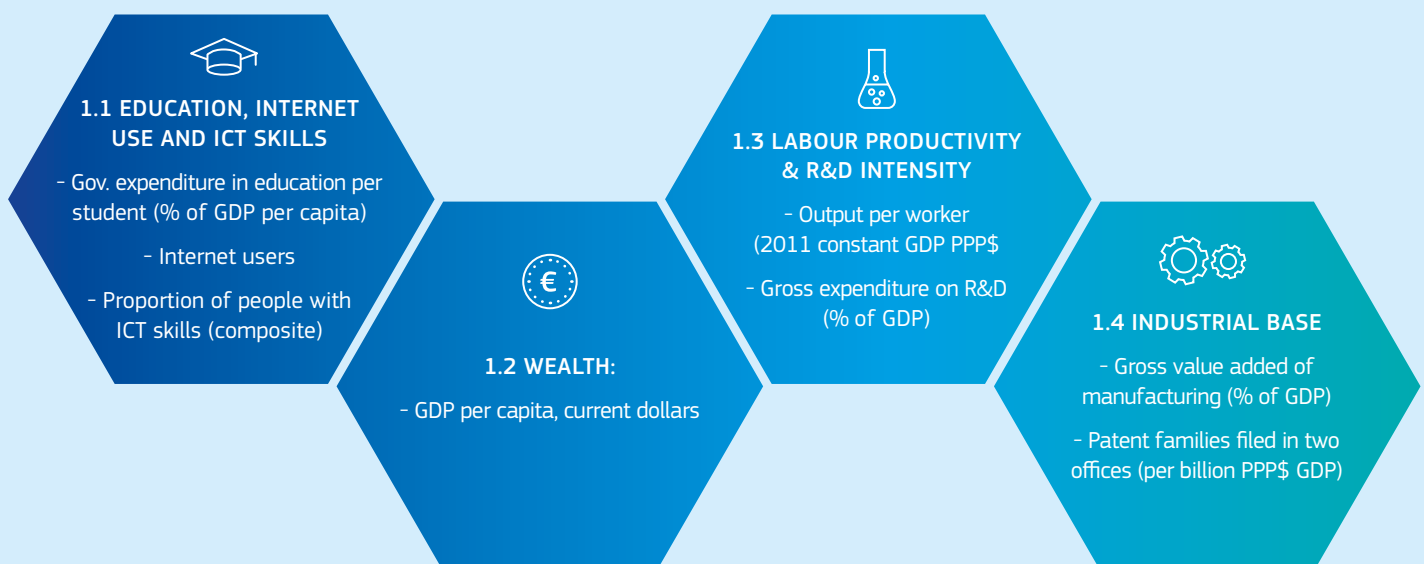 1.1 EDUCATION, INTERNET
USE AND ICT SKILLS
- Gov. expenditure in education per
student (% of GDP per capita)
- Internet users
- Proportion of people with
ICT skills (composite)
€
1.2 WEALTH:
- GDP per capita, current dollars
1.3 LABOUR PRODUCTIVITY
& R&D INTENSITY
- Output per worker
(2011 constant GDP PPP$
- Gross expenditure on R&D
(% of GDP)
1.4 INDUSTRIAL BASE
- Gross value added of
manufacturing (% of GDP)
- Patent families filed in two
offices (per billion PPP$ GDP)